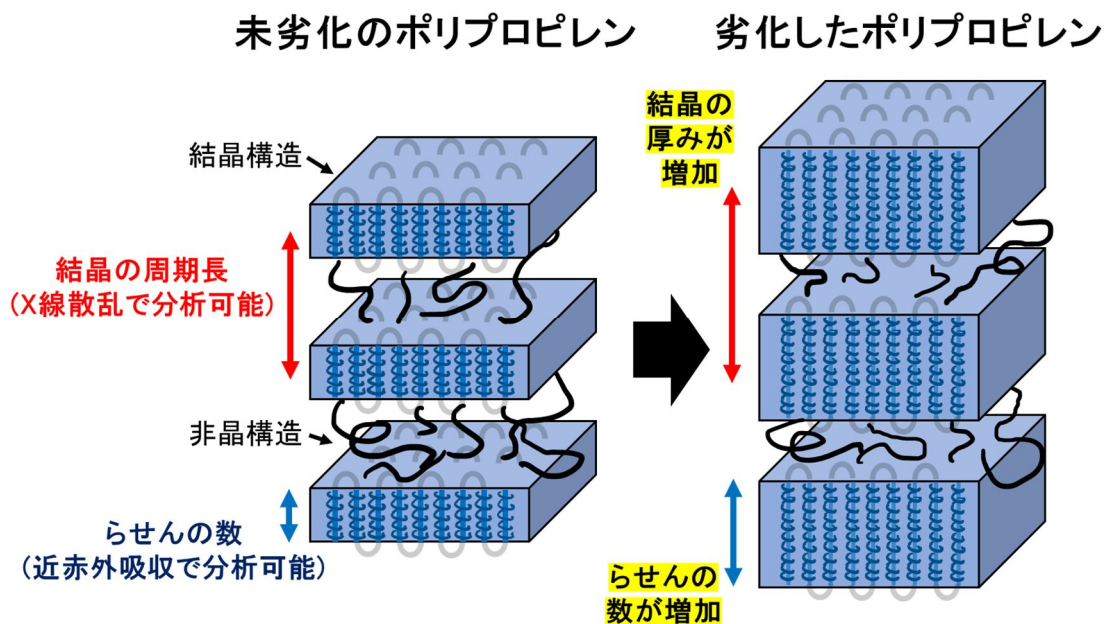 未劣化のポリプロピレン
劣化したポリプロピレン
結晶構造
結晶の周期長
(X線散乱で分析可能)
非晶構造
らせんの数
(近赤外吸収で分析可能)
結晶の
厚みが
増加
らせんの
数が増加